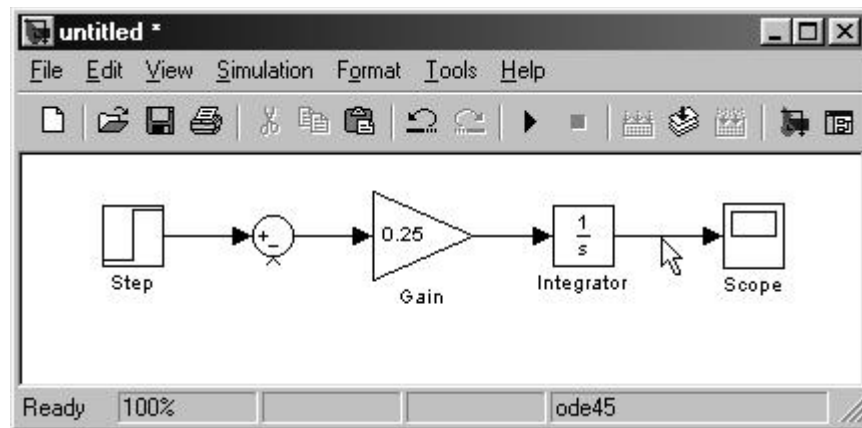 untitled *
File Edit View Simulation Format Tools Help
+
-
0.25
1
s
Step
Gain
Integrator
Scope
Ready 100% ode45